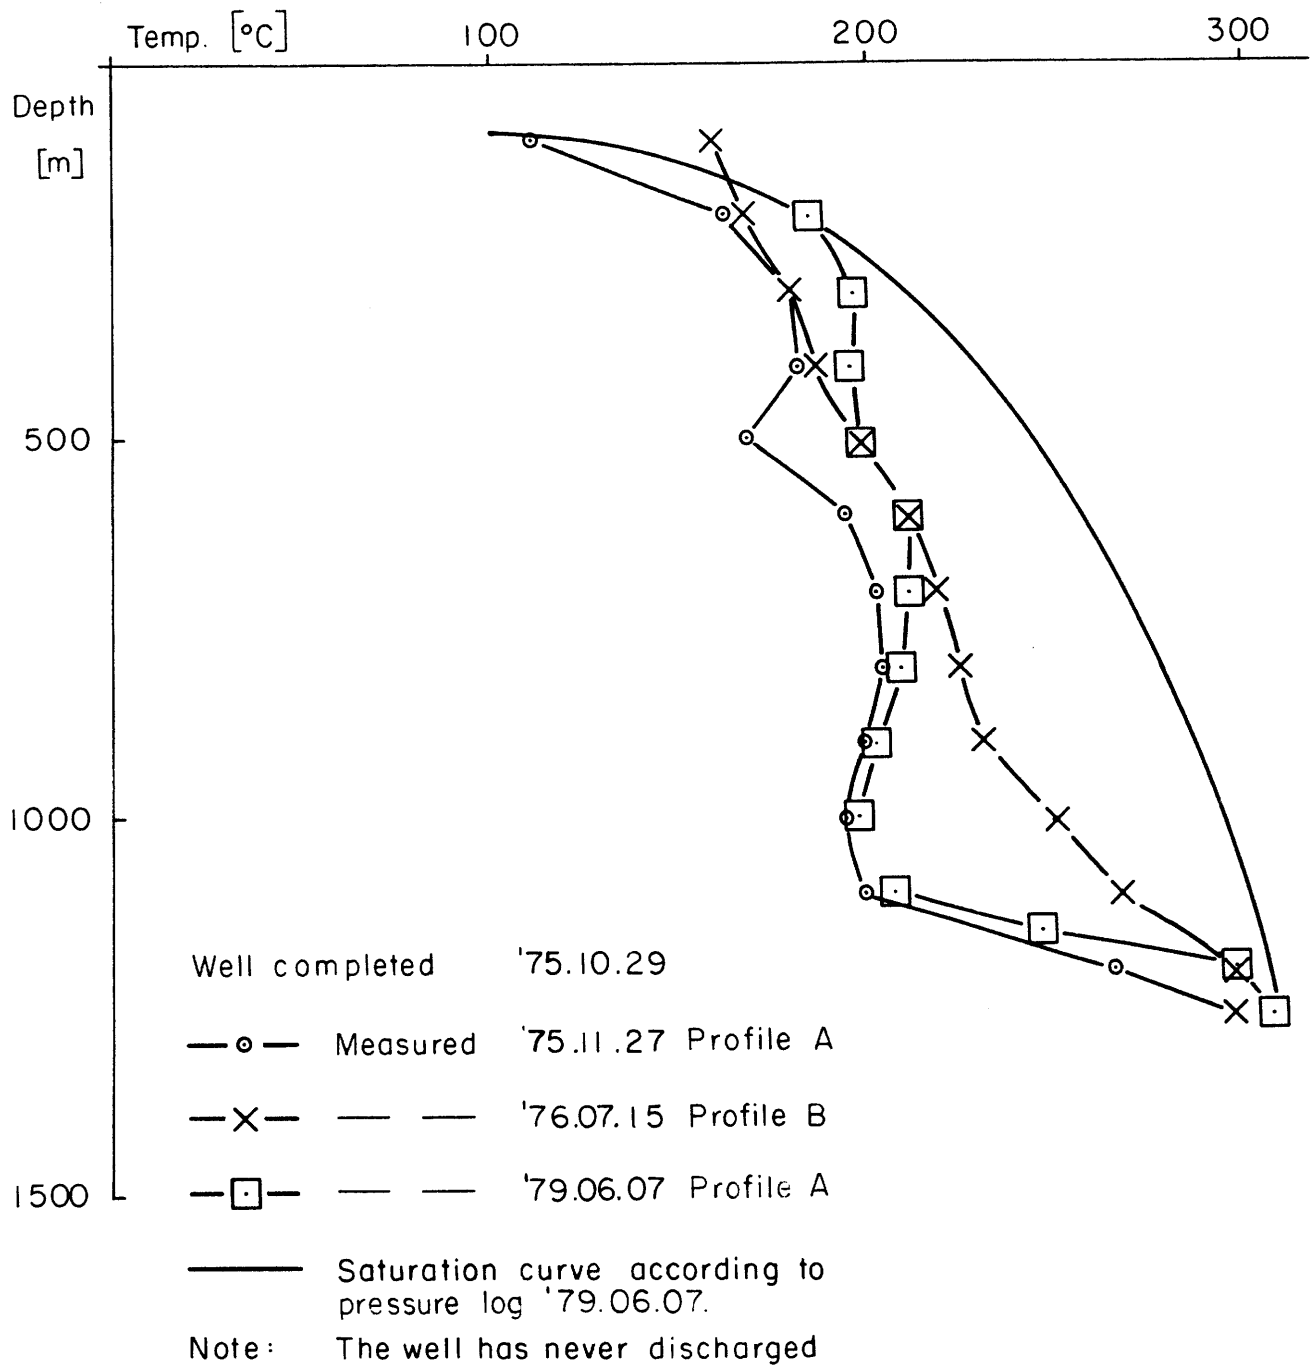 Temp. [°C] 100 200 300
Depth
[m]
500
1000
Well completed '75.10.29
Measured '75.11.27 Profile A
— — '76.07.15 Profile B
1500
— — '79.06.07 Profile A
Saturation curve according to
pressure log '79.06.07.
Note: The well has never discharged